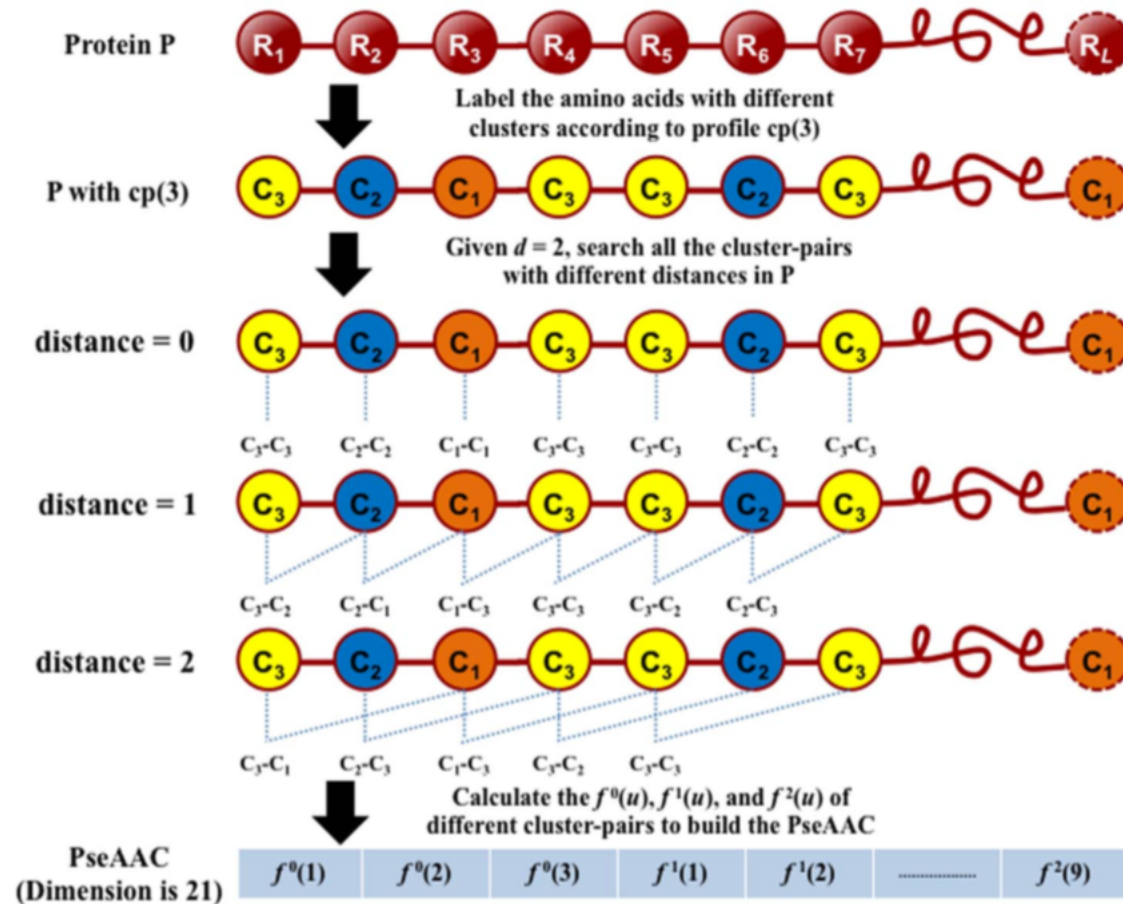 Protein P
R₁ R₂ R₃ R₄ R₅ R₆ R₇ R_L
Label the amino acids with different
clusters according to profile cp(3)
P with cp(3)
C₃ C₂ C₁ C₃ C₃ C₂ C₃ C₁
Given d = 2, search all the cluster-pairs
with different distances in P
distance = 0
C₃ C₂ C₁ C₃ C₃ C₂ C₃ C₁
C₃-C₃ C₂-C₂ C₁-C₁ C₃-C₃ C₃-C₃ C₂-C₂ C₃-C₃
distance = 1
C₃ C₂ C₁ C₃ C₃ C₂ C₃ C₁
C₃-C₂ C₂-C₁ C₁-C₃ C₃-C₃ C₃-C₂ C₂-C₃
distance = 2
C₃ C₂ C₁ C₃ C₃ C₂ C₃ C₁
C₃-C₁ C₂-C₃ C₁-C₃ C₃-C₂ C₃-C₃
Calculate the f⁰(u), f¹(u), and f²(u) of
different cluster-pairs to build the PseAAC
PseAAC
(Dimension is 21)
f⁰(1) f⁰(2) f⁰(3) f¹(1) f¹(2) ................ f²(9)